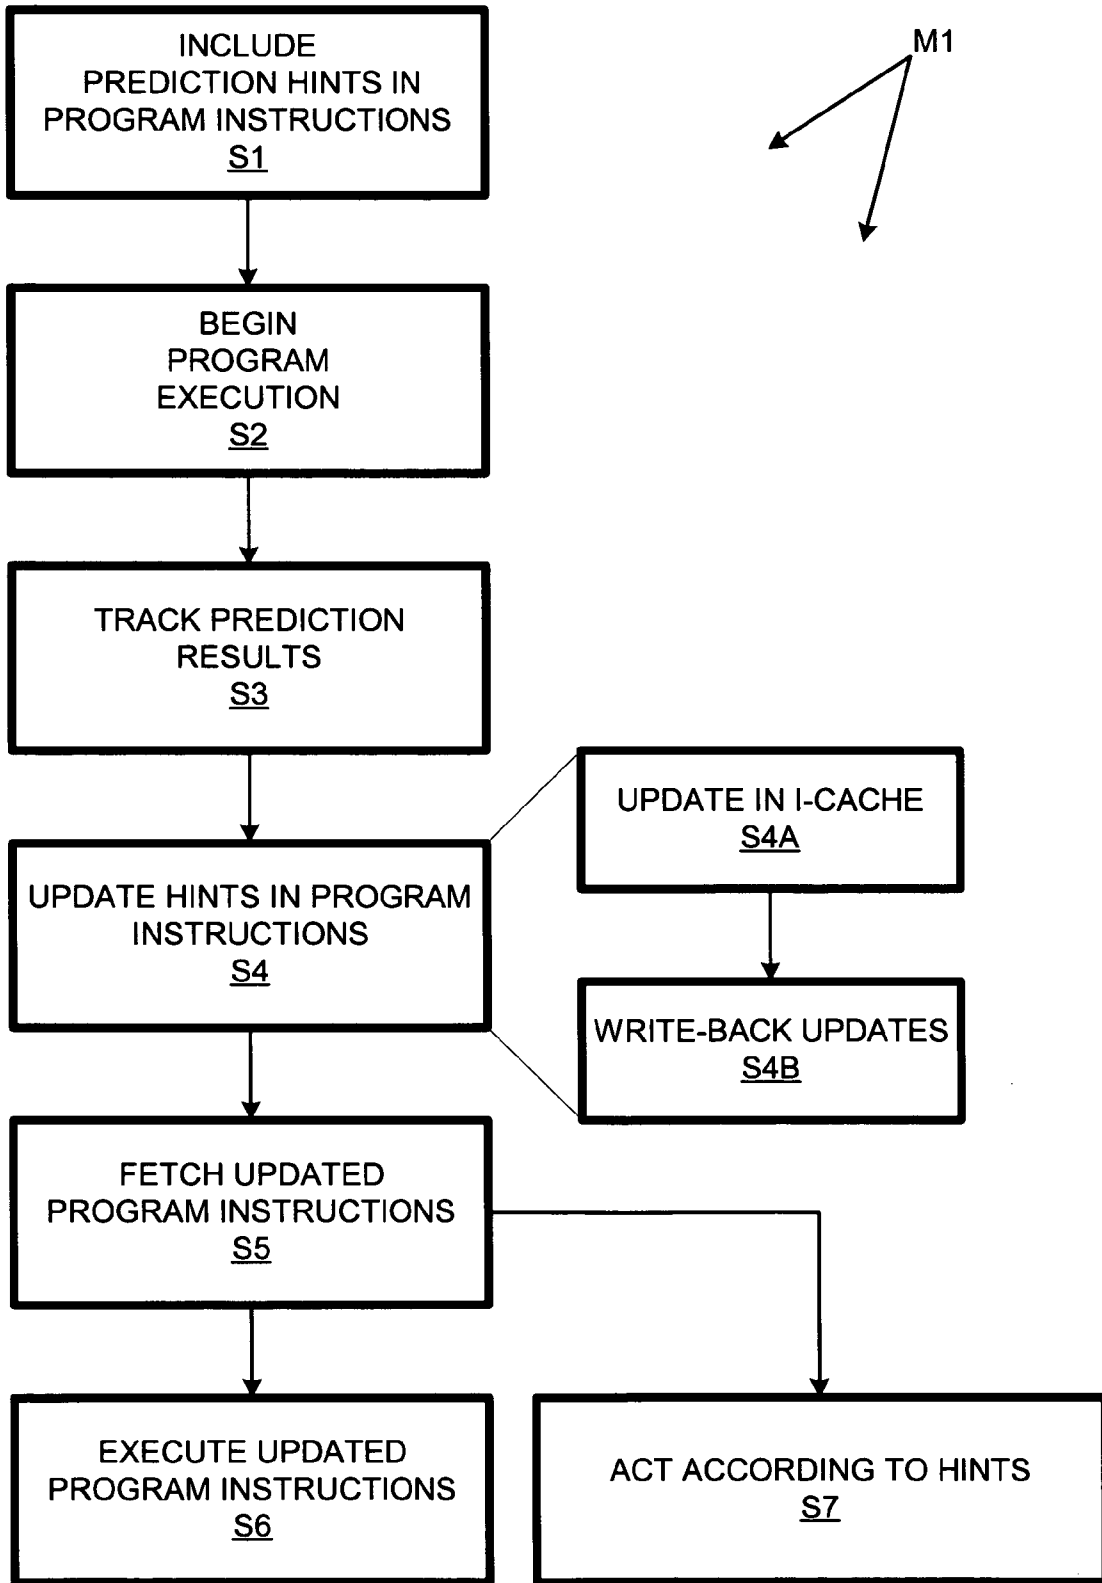 INCLUDE
PREDICTION HINTS IN
PROGRAM INSTRUCTIONS
S1
M1
BEGIN
PROGRAM
EXECUTION
S2
TRACK PREDICTION
RESULTS
S3
UPDATE HINTS IN PROGRAM
INSTRUCTIONS
S4
UPDATE IN I-CACHE
S4A
WRITE-BACK UPDATES
S4B
FETCH UPDATED
PROGRAM INSTRUCTIONS
S5
EXECUTE UPDATED
PROGRAM INSTRUCTIONS
S6
ACT ACCORDING TO HINTS
S7